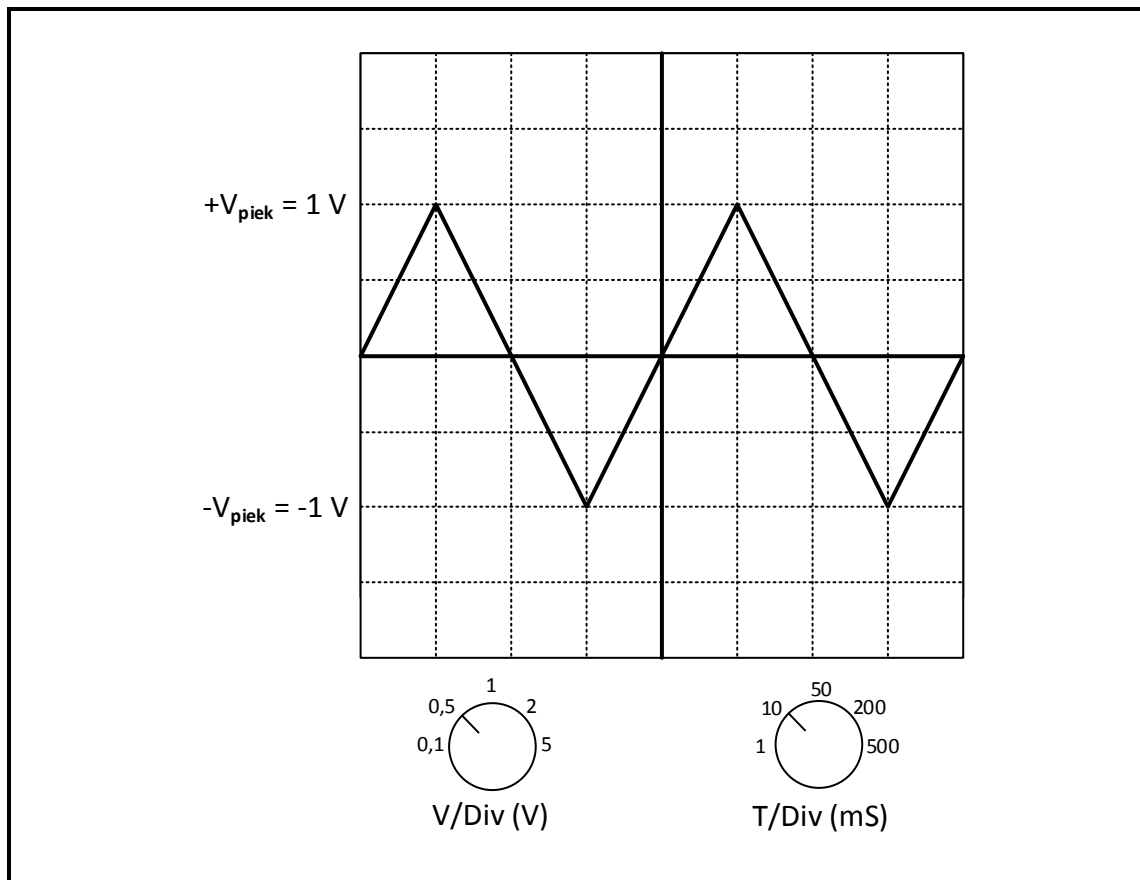 +Vpiek = 1 V
-Vpiek = -1 V
1
0,5
2
0,1
5
V/Div (V)
50
10
200
1
500
T/Div (mS)